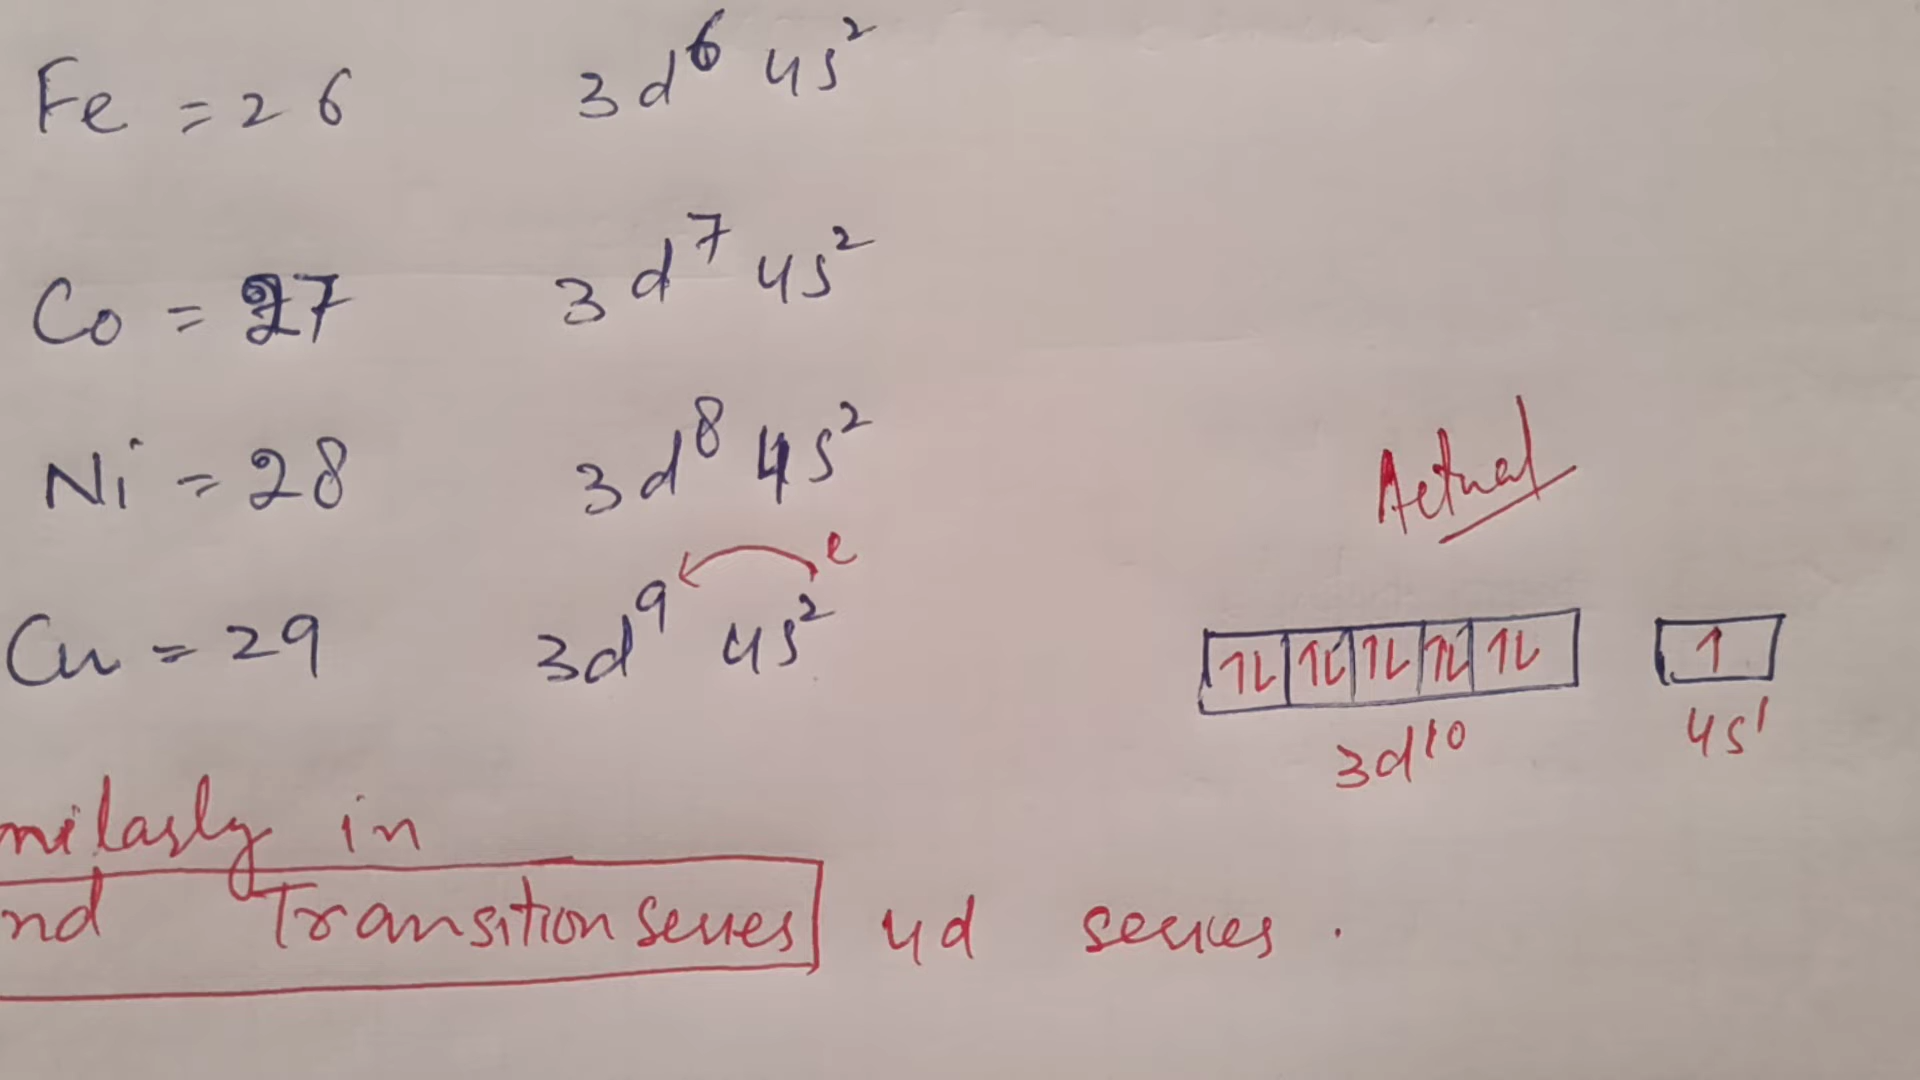 Fe = 26 3d⁶ 4s²
Co = 27 3d⁷ 4s²
Ni = 28 3d⁸ 4s²
Actual
e
Cu = 29 3d⁹ 4s²
1L 1L 1L 1L 1L 1
3d¹⁰ 4s¹
milarly in
nd Transition series 4d series .